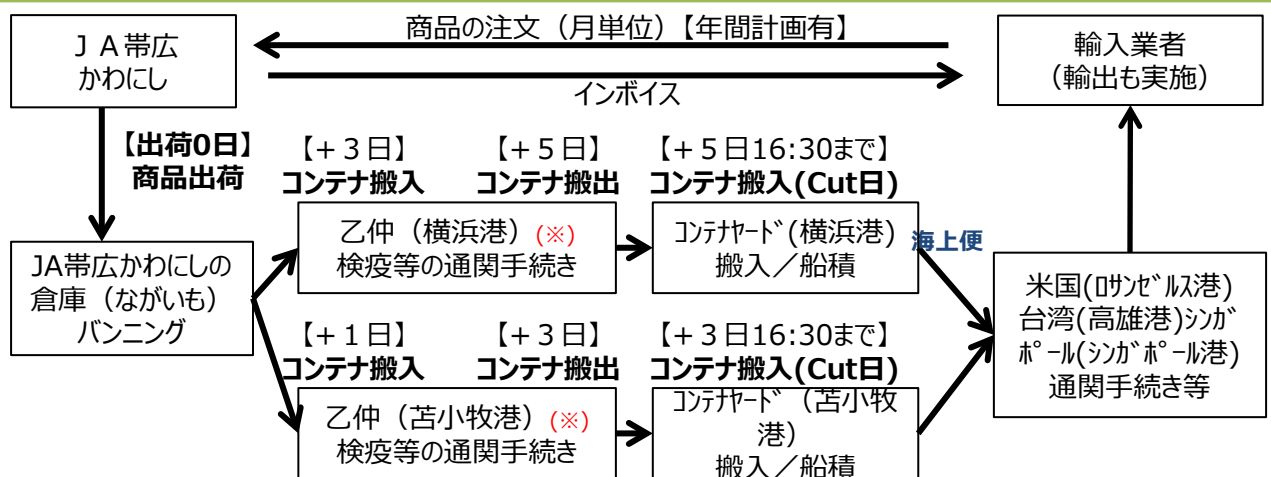 商品の注文（月単位）【年間計画有】
ＪＡ帯広
かわにし
輸入業者
（輸出も実施）
インボイス
【出荷0日】
商品出荷
【＋３日】
コンテナ搬入
【＋５日】
コンテナ搬出
【＋５日16:30まで】
コンテナ搬入(Cut日)
乙仲（横浜港）(※)
検疫等の通関手続き
ｺﾝﾃﾅﾔｰﾄﾞ(横浜港)
搬入／船積
海上便
JA帯広かわにしの
倉庫（ながいも）
バンニング
米国(ﾛｻﾝｾﾞﾙｽ港)
台湾(高雄港)ｼﾝｶﾞ
ﾎﾟｰﾙ(ｼﾝｶﾞﾎﾟｰﾙ港)
通関手続き等
【＋１日】
コンテナ搬入
【＋３日】
コンテナ搬出
【＋３日16:30まで】
コンテナ搬入(Cut日)
乙仲（苫小牧港）(※)
検疫等の通関手続き
ｺﾝﾃﾅﾔｰﾄﾞ（苫小牧
港）
搬入／船積